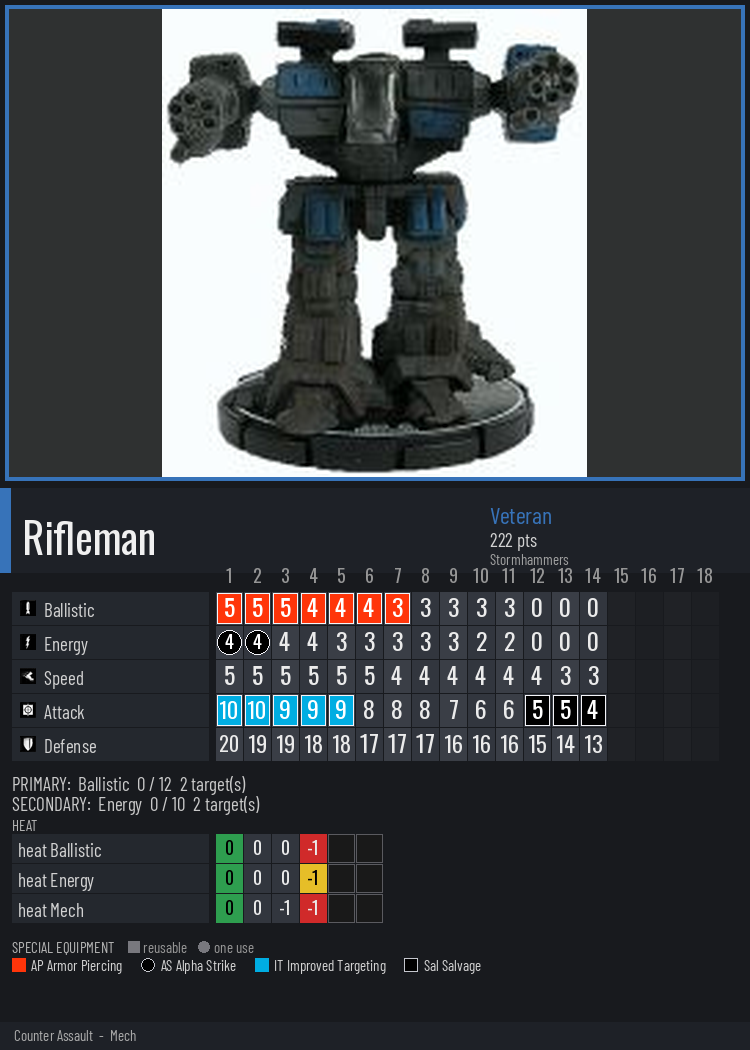 Rifleman
Veteran
222 pts
Stormhammers
1 2 3 4 5 6 7 8 9 10 11 12 13 14 15 16 17 18
Ballistic 5 5 5 4 4 4 3 3 3 3 3 0 0 0
Energy 4 4 4 4 3 3 3 3 3 2 2 0 0 0
Speed 5 5 5 5 5 5 4 4 4 4 4 4 3 3
Attack 10 10 9 9 9 8 8 8 7 6 6 5 5 4
Defense 20 19 19 18 18 17 17 17 16 16 16 15 14 13
PRIMARY: Ballistic 0 / 12 2 target(s)
SECONDARY: Energy 0 / 10 2 target(s)
HEAT
heat Ballistic 0 0 0 -1
heat Energy 0 0 0 -1
heat Mech 0 0 -1 -1
SPECIAL EQUIPMENT reusable one use
AP Armor Piercing AS Alpha Strike IT Improved Targeting Sal Salvage
Counter Assault - Mech